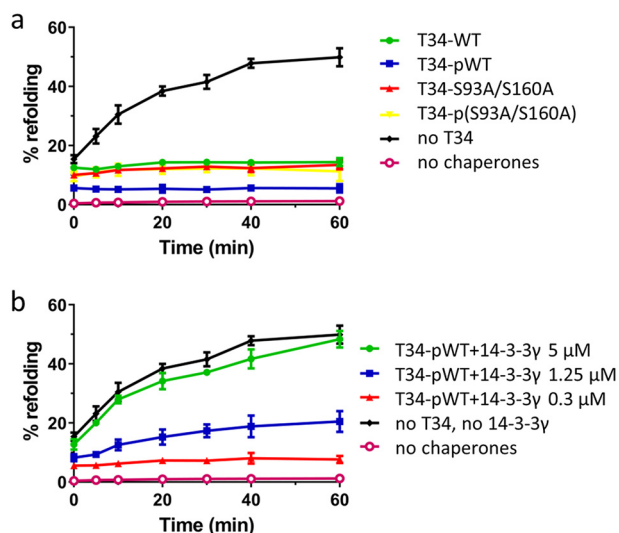 a
60
40
20
0
% refolding
0
20
40
60
Time (min)
T34-WT
T34-pWT
T34-S93A/S160A
T34-p(S93A/S160A)
no T34
no chaperones
b
60
40
20
0
% refolding
0
20
40
60
Time (min)
T34-pWT+14-3-3γ 5 μM
T34-pWT+14-3-3γ 1.25 μM
T34-pWT+14-3-3γ 0.3 μM
no T34, no 14-3-3γ
no chaperones